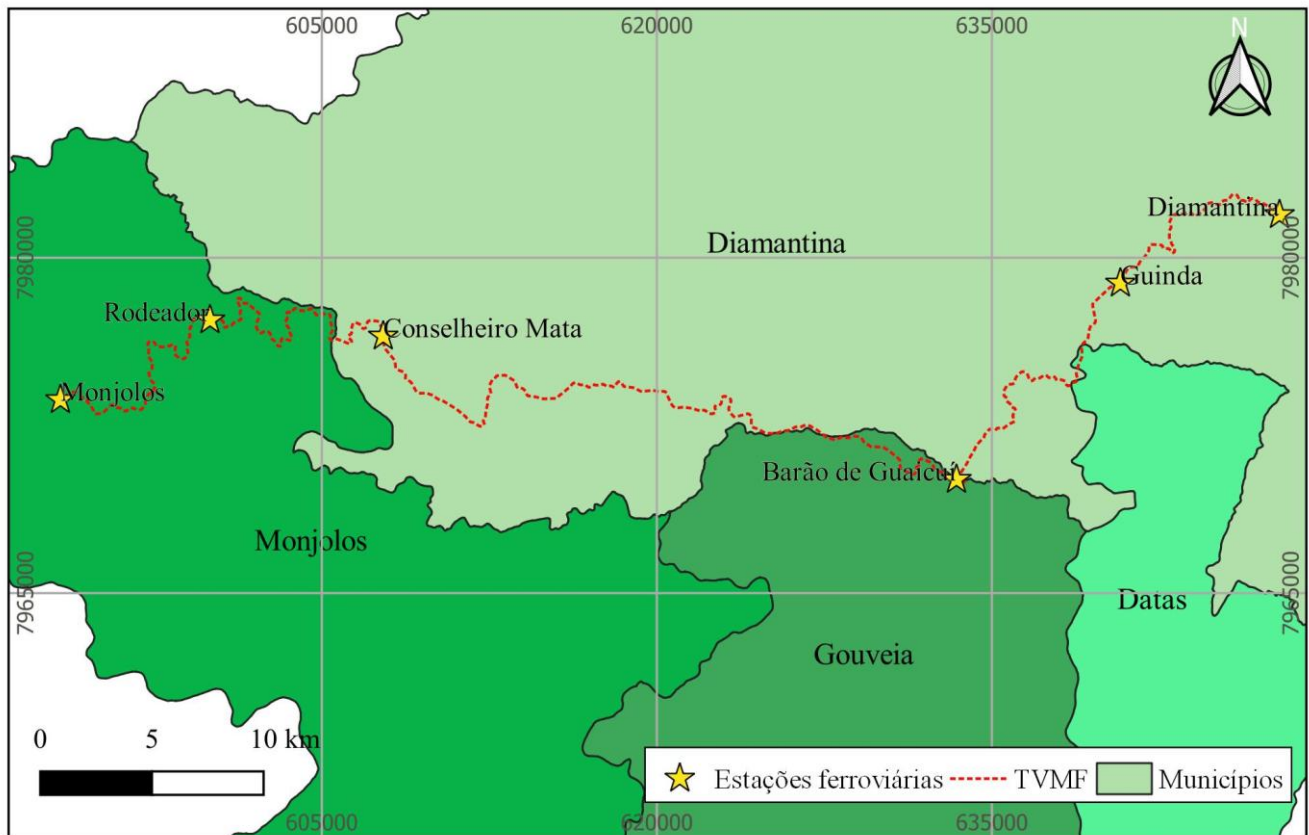 605000
620000
635000
N
Diamantina
7980000
7980000
Diamantina
Guinda
Rodeador
Conselheiro Mata
Monjolos
Barão de Guaicuí
Monjolos
7965000
7965000
Datas
Gouveia
0 5 10 km
Estações ferroviárias TVMF Municípios
605000
620000
635000